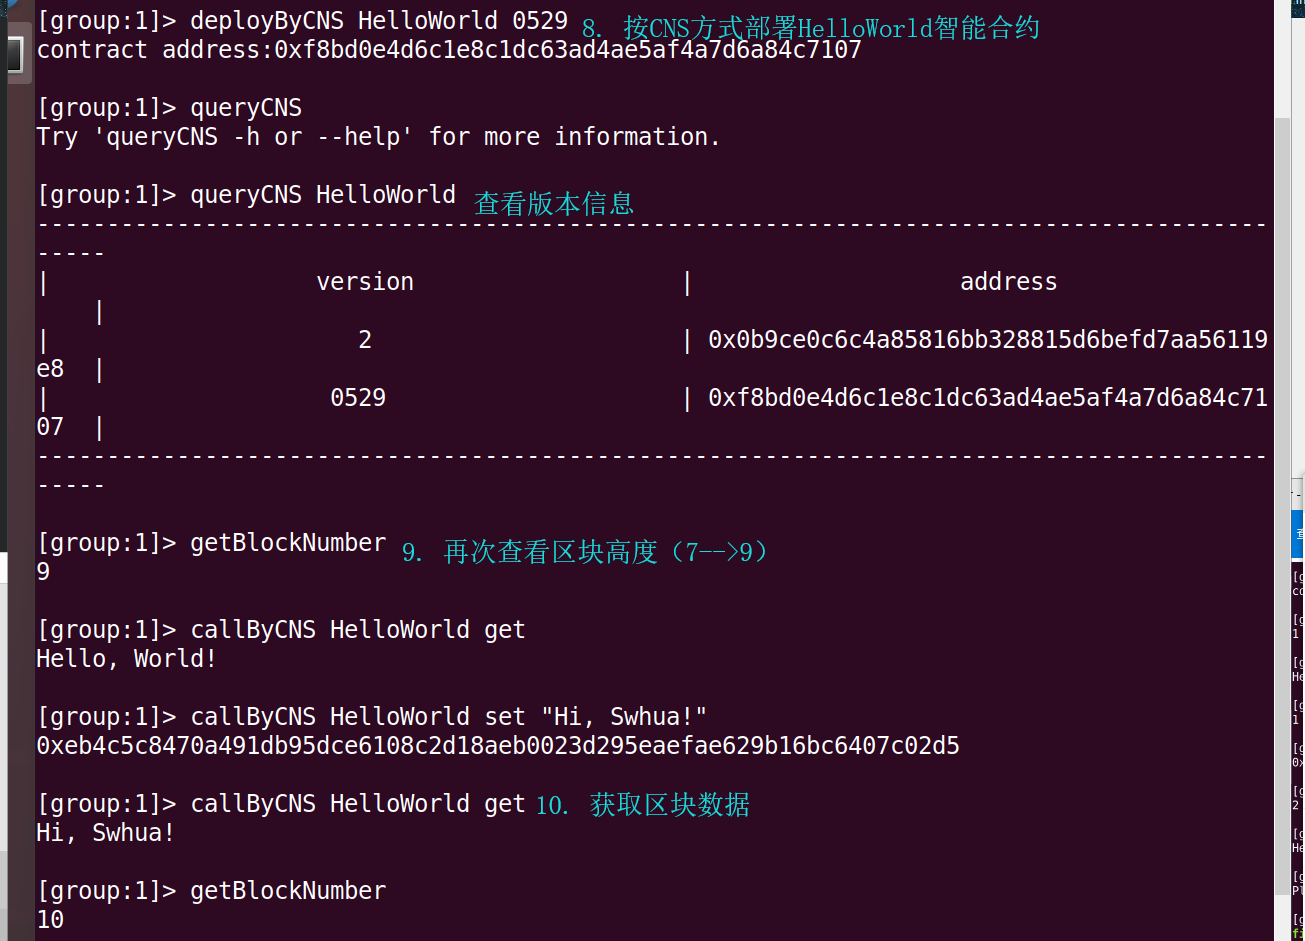 [group:1]> deployByCNS HelloWorld 0529 8. 按CNS方式部署HelloWorld智能合约
contract address:0xf8bd0e4d6c1e8c1dc63ad4ae5af4a7d6a84c7107
[group:1]> queryCNS
Try 'queryCNS -h or --help' for more information.
[group:1]> queryCNS HelloWorld 查看版本信息
----------------------------------------------------------------------------------------
-----
| version | address
|
| 2 | 0x0b9ce0c6c4a85816bb328815d6befd7aa56119
e8 |
| 0529 | 0xf8bd0e4d6c1e8c1dc63ad4ae5af4a7d6a84c71
07 |
----------------------------------------------------------------------------------------
-----
[group:1]> getBlockNumber 9. 再次查看区块高度（7-->9）
9
[group:1]> callByCNS HelloWorld get
Hello, World!
[group:1]> callByCNS HelloWorld set "Hi, Swhua!"
0xeb4c5c8470a491db95dce6108c2d18aeb0023d295eaefae629b16bc6407c02d5
[group:1]> callByCNS HelloWorld get 10. 获取区块数据
Hi, Swhua!
[group:1]> getBlockNumber
10